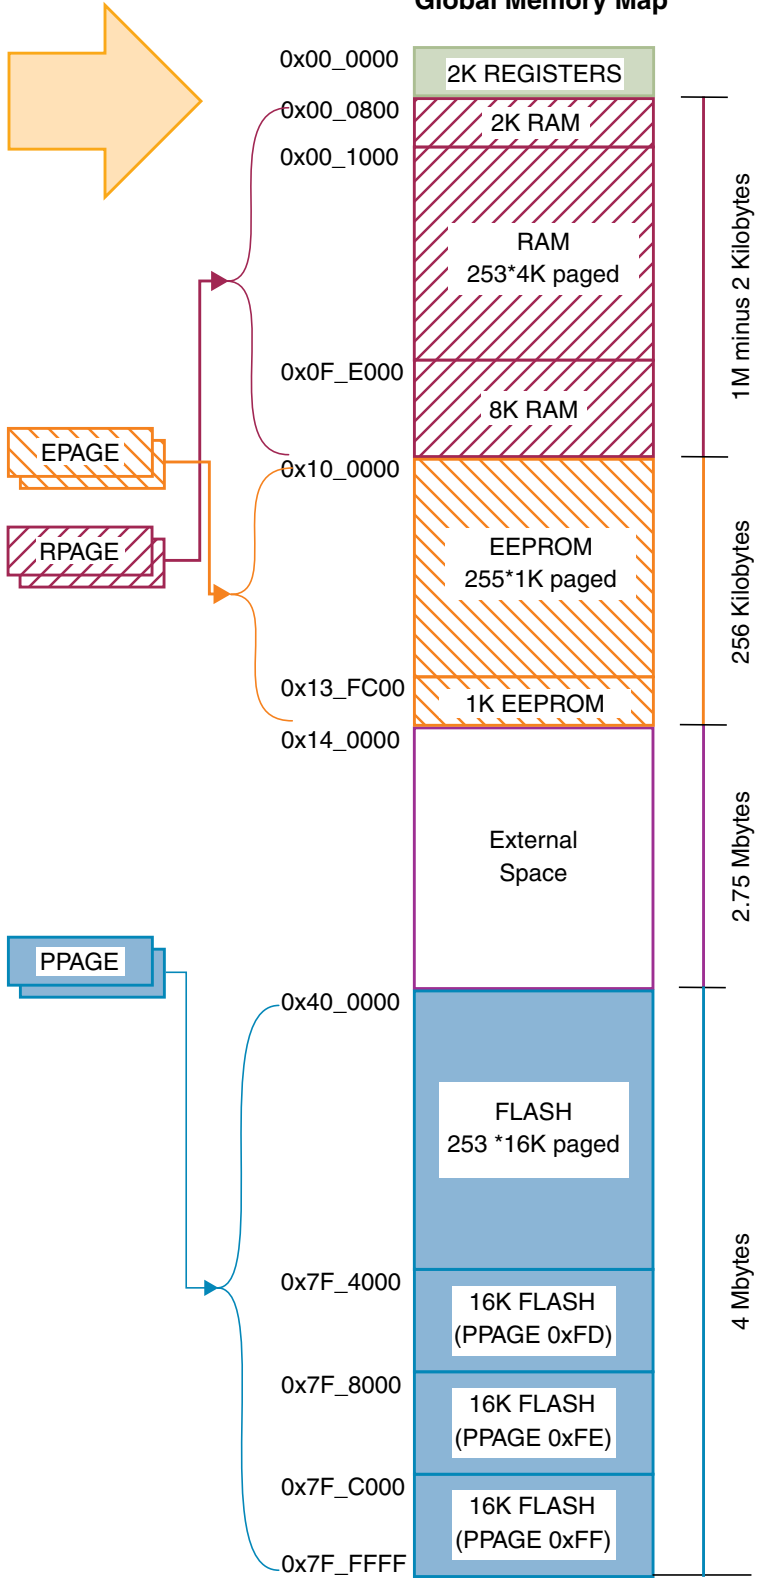 Global Memory Map
0x00_0000
2K REGISTERS
0x00_0800
2K RAM
0x00_1000
RAM
253*4K paged
1M minus 2 Kilobytes
0x0F_E000
8K RAM
EPAGE
0x10_0000
RPAGE
EEPROM
255*1K paged
256 Kilobytes
0x13_FC00
1K EEPROM
0x14_0000
External
Space
2.75 Mbytes
PPAGE
0x40_0000
FLASH
253 *16K paged
4 Mbytes
0x7F_4000
16K FLASH
(PPAGE 0xFD)
0x7F_8000
16K FLASH
(PPAGE 0xFE)
0x7F_C000
16K FLASH
(PPAGE 0xFF)
0x7F_FFFF